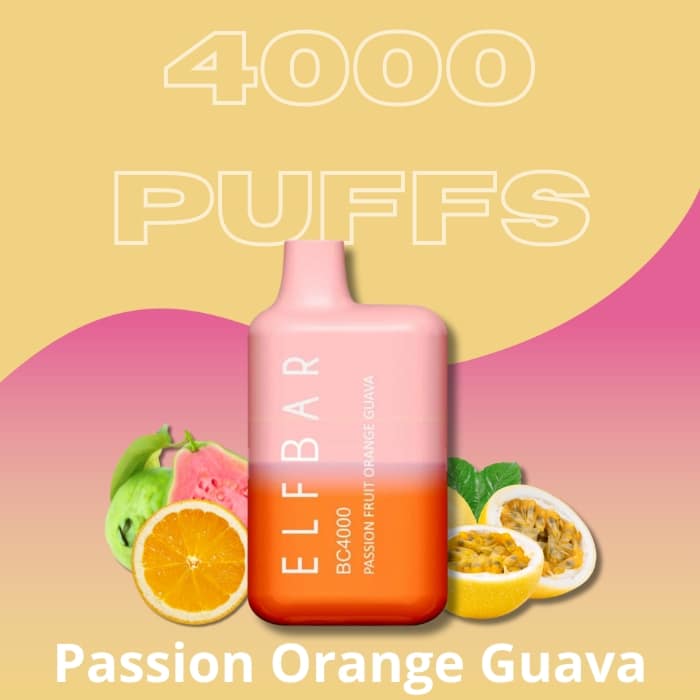 4000
PUFFS
ELFBAR
BC4000
PASSION FRUIT ORANGE GUAVA
Passion Orange Guava